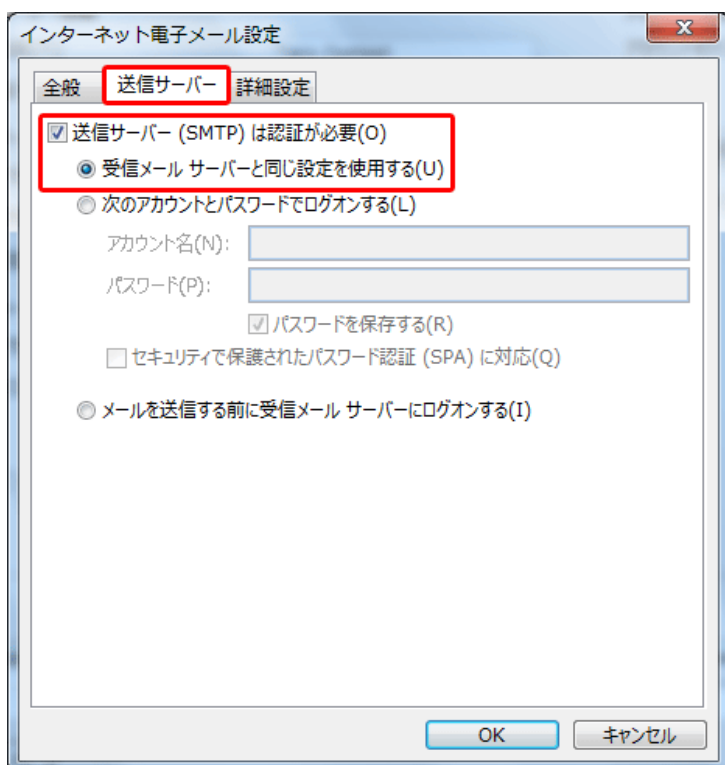 インターネット電子メール設定
全般 送信サーバー 詳細設定
送信サーバー (SMTP) は認証が必要(O)
受信メール サーバーと同じ設定を使用する(U)
次のアカウントとパスワードでログオンする(L)
アカウント名(N):
パスワード(P):
パスワードを保存する(R)
セキュリティで保護されたパスワード認証 (SPA) に対応(Q)
メールを送信する前に受信メール サーバーにログオンする(I)
OK キャンセル